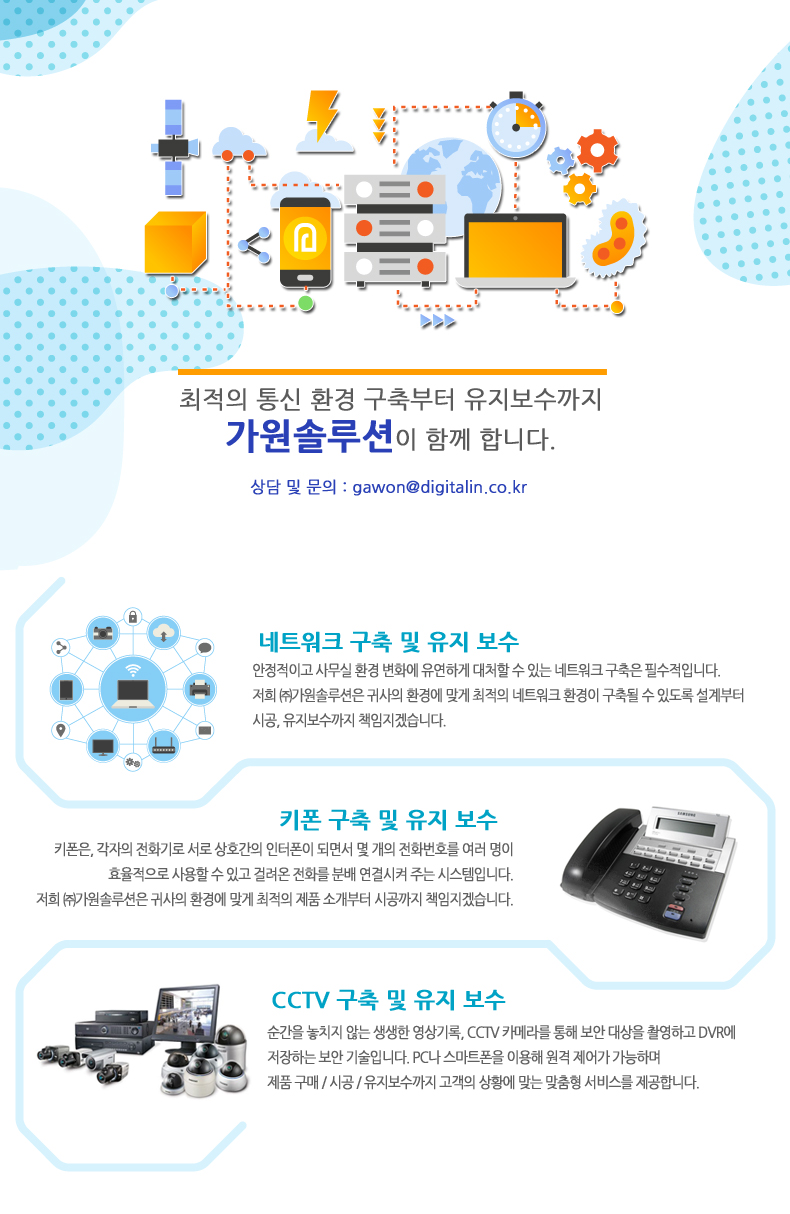 최적의 통신 환경 구축부터 유지보수까지
가원솔루션이 함께 합니다.
상담 및 문의 : gawon@digitalin.co.kr
네트워크 구축 및 유지 보수
안정적이고 사무실 환경 변화에 유연하게 대처할 수 있는 네트워크 구축은 필수적입니다.
저희 ㈜가원솔루션은 귀사의 환경에 맞게 최적의 네트워크 환경이 구축될 수 있도록 설계부터
시공, 유지보수까지 책임지겠습니다.
키폰 구축 및 유지 보수
키폰은, 각자의 전화기로 서로 상호간의 인터폰이 되면서 몇 개의 전화번호를 여러 명이
효율적으로 사용할 수 있고 걸려온 전화를 분배 연결시켜 주는 시스템입니다.
저희 ㈜가원솔루션은 귀사의 환경에 맞게 최적의 제품 소개부터 시공까지 책임지겠습니다.
SAMSUNG
CCTV 구축 및 유지 보수
순간을 놓치지 않는 생생한 영상기록, CCTV 카메라를 통해 보안 대상을 촬영하고 DVR에
저장하는 보안 기술입니다. PC나 스마트폰을 이용해 원격 제어가 가능하며
제품 구매 / 시공 / 유지보수까지 고객의 상황에 맞는 맞춤형 서비스를 제공합니다.